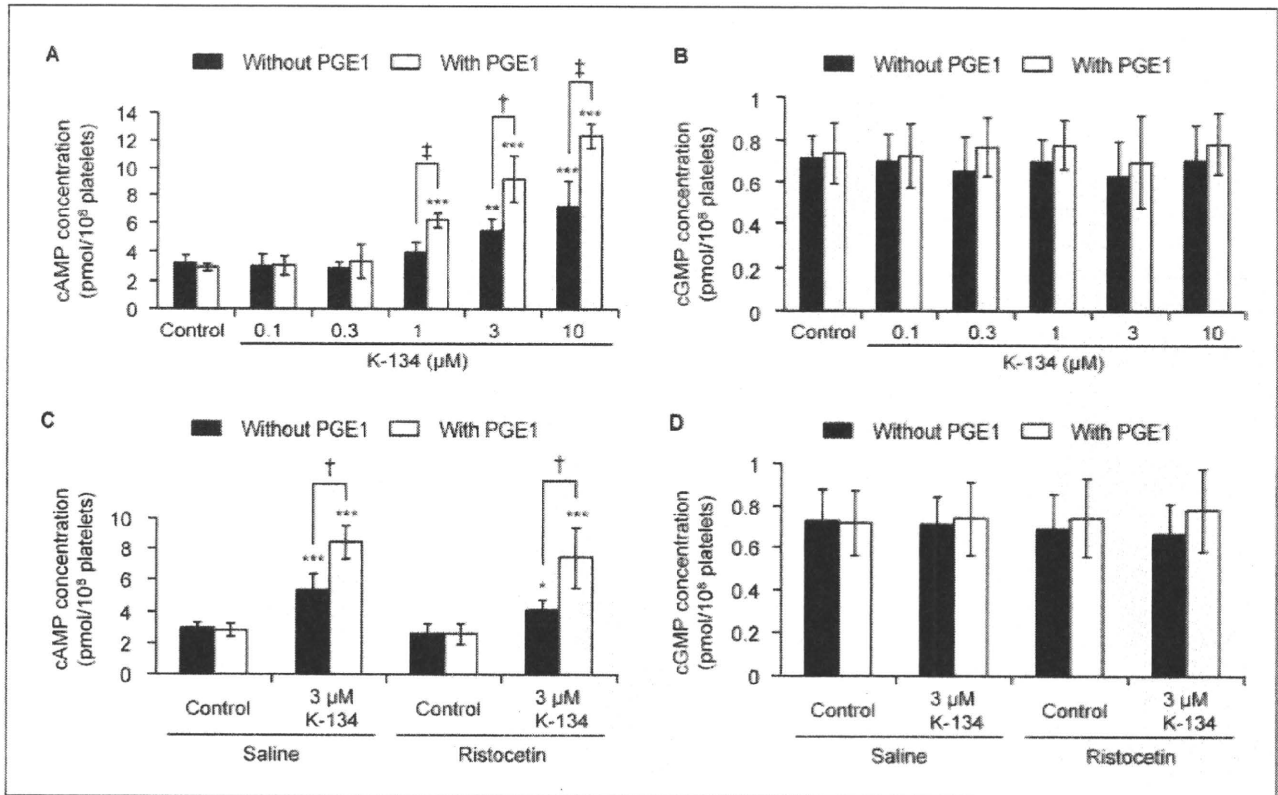 A
Without PGE1 With PGE1
cAMP concentration
(pmol/10⁸ platelets)
14
12
10
8
6
4
2
0
‡
†
‡
***
**
***
***
***
Control 0.1 0.3 1 3 10
K-134 (µM)
B
Without PGE1 With PGE1
cGMP concentration
(pmol/10⁸ platelets)
1
0.8
0.6
0.4
0.2
0
Control 0.1 0.3 1 3 10
K-134 (µM)
C
Without PGE1 With PGE1
cAMP concentration
(pmol/10⁸ platelets)
10
8
6
4
2
0
†
†
***
***
*
***
Control 3 µM K-134 Control 3 µM K-134
Saline Ristocetin
D
Without PGE1 With PGE1
cGMP concentration
(pmol/10⁸ platelets)
1
0.8
0.6
0.4
0.2
0
Control 3 µM K-134 Control 3 µM K-134
Saline Ristocetin